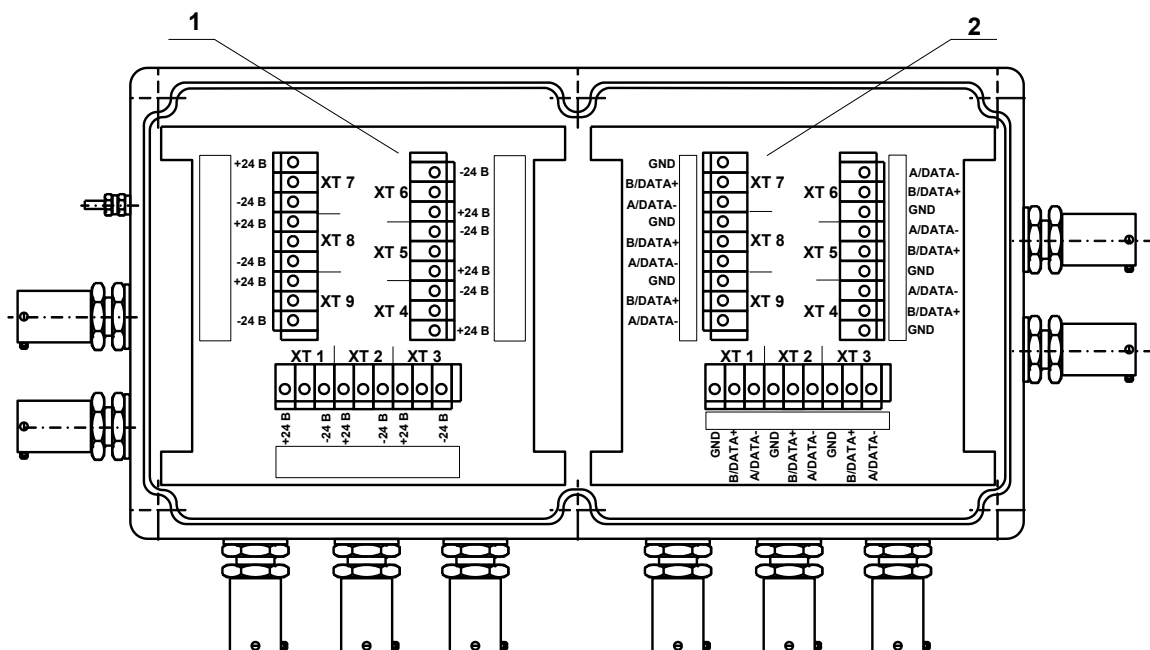 1
2
+24 В
-24 В
+24 В
-24 В
+24 В
-24 В
XT 7
XT 8
XT 9
XT 6
XT 5
XT 4
-24 В
+24 В
-24 В
+24 В
-24 В
+24 В
XT 1 XT 2 XT 3
+24 В
-24 В
+24 В
-24 В
+24 В
-24 В
GND
B/DATA+
A/DATA-
GND
B/DATA+
A/DATA-
GND
B/DATA+
A/DATA-
XT 7
XT 8
XT 9
XT 6
XT 5
XT 4
A/DATA-
B/DATA+
GND
A/DATA-
B/DATA+
GND
A/DATA-
B/DATA+
GND
XT 1 XT 2 XT 3
GND
B/DATA+
A/DATA-
GND
B/DATA+
A/DATA-
GND
B/DATA+
A/DATA-